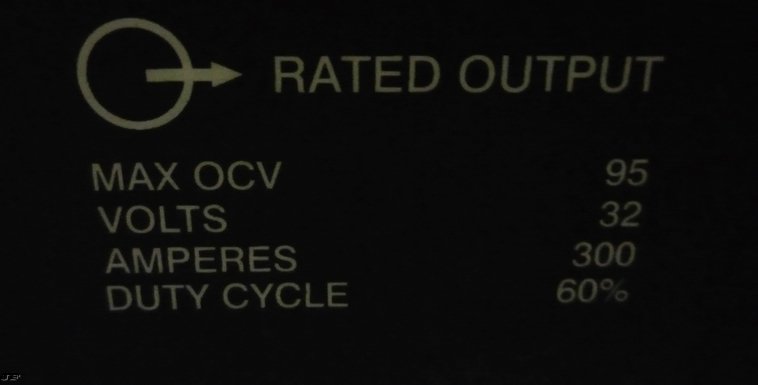 RATED OUTPUT
MAX OCV 95
VOLTS 32
AMPERES 300
DUTY CYCLE 60%